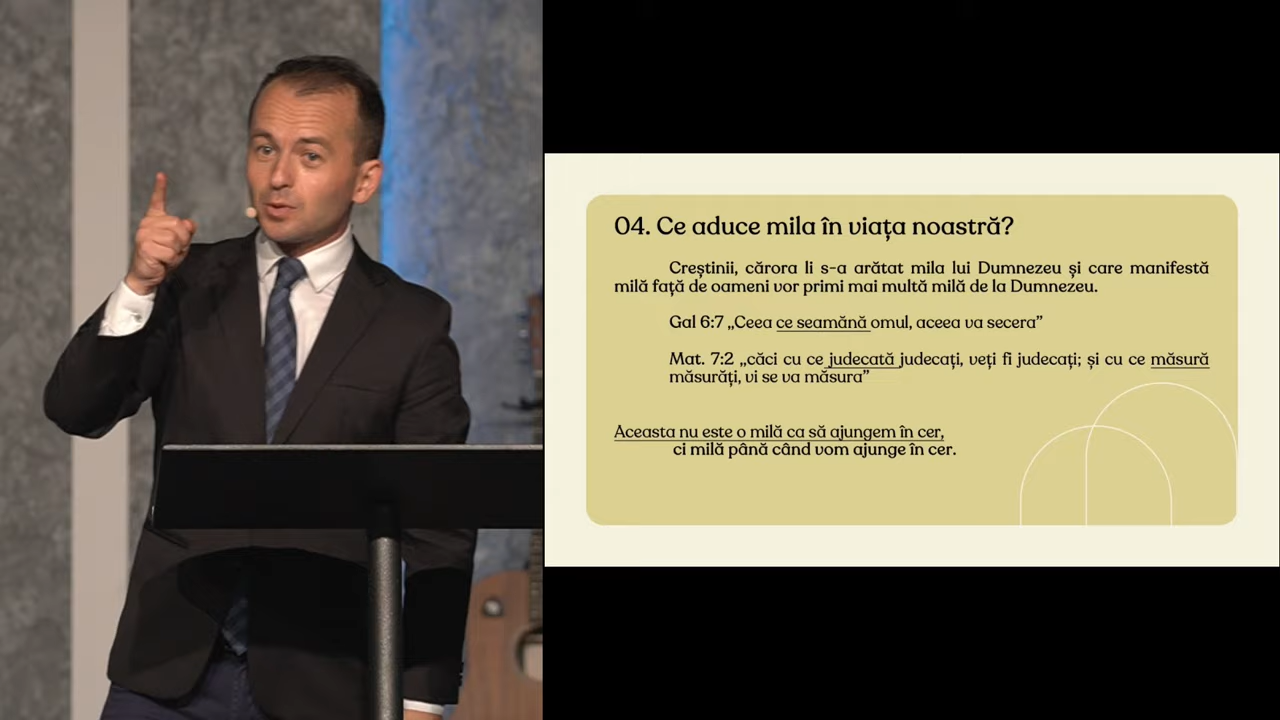 04. Ce aduce mila în viața noastră?
Creștinii, cărora li s-a arătat mila lui Dumnezeu și care manifestă
milă față de oameni vor primi mai multă milă de la Dumnezeu.
Gal 6:7 „Ceea ce seamănă omul, aceea va secera”
Mat. 7:2 „căci cu ce judecată judecați, veți fi judecați; și cu ce măsură
măsurăți, vi se va măsura”
Aceasta nu este o milă ca să ajungem în cer,
ci milă până când vom ajunge în cer.